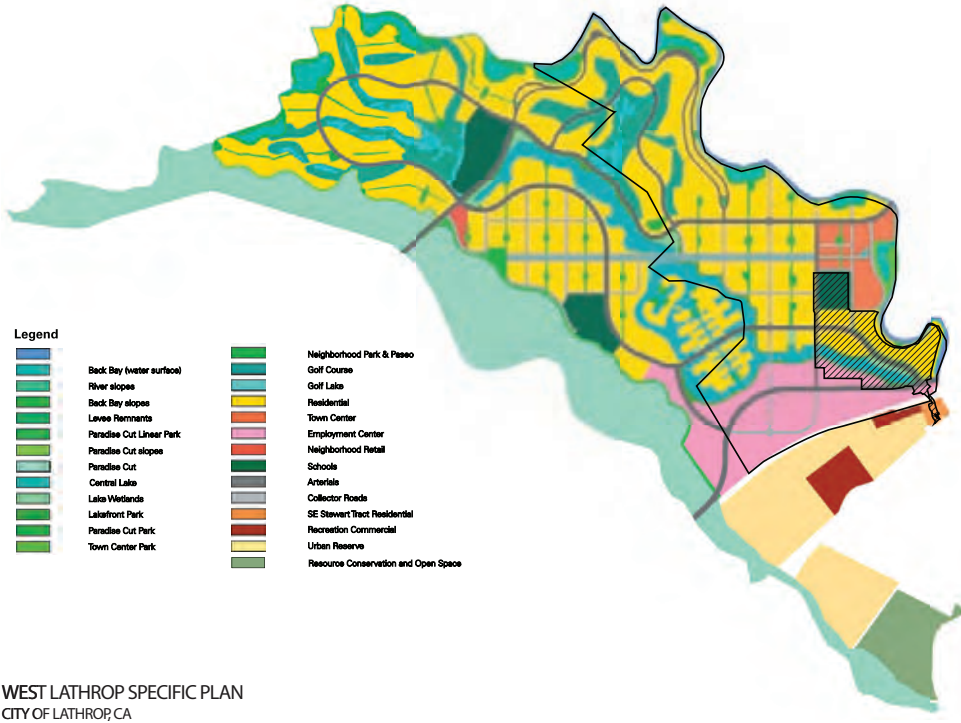 Legend
Back Bay (water surface)
River slopes
Back Bay slopes
Levee Remnants
Paradise Cut Linear Park
Paradise Cut slopes
Paradise Cut
Central Lake
Lake Wetlands
Lakefront Park
Paradise Cut Park
Town Center Park
Neighborhood Park & Paseo
Golf Course
Golf Lake
Residential
Town Center
Employment Center
Neighborhood Retail
Schools
Arterials
Collector Roads
SE Stewart Tract Residential
Recreation Commercial
Urban Reserve
Resource Conservation and Open Space
WEST LATHROP SPECIFIC PLAN
CITY OF LATHROP, CA